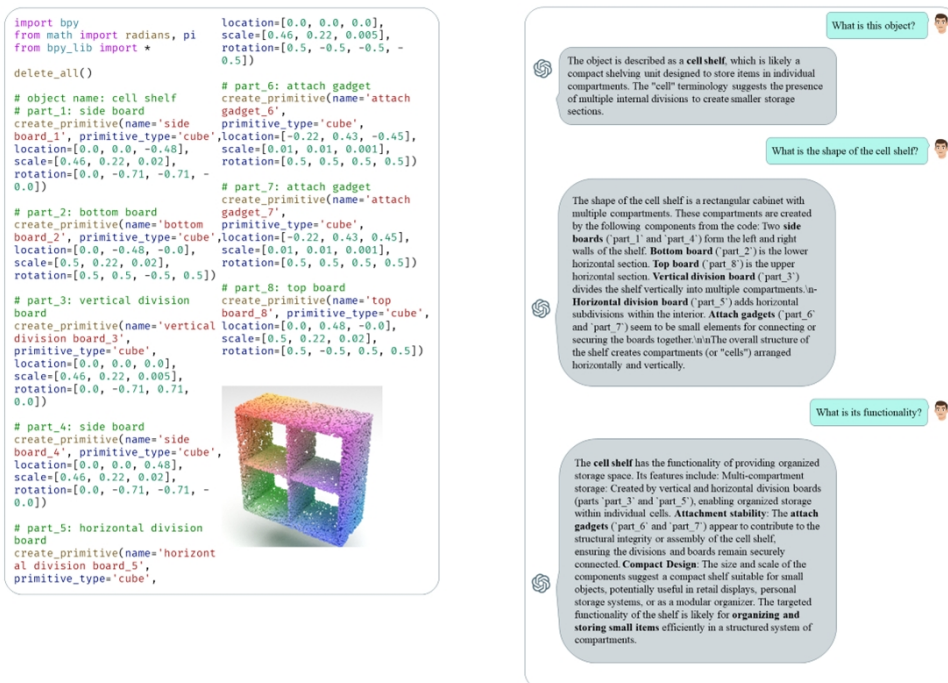 import bpy
from math import radians, pi
from bpy_lib import *
delete_all()
# object name: cell shelf
# part_1: side board
create_primitive(name='side
board_1', primitive_type='cube',
location=[0.0, 0.0, -0.48],
scale=[0.46, 0.22, 0.02],
rotation=[0.0, -0.71, -0.71, -
0.0])
# part_2: bottom board
create_primitive(name='bottom
board_2', primitive_type='cube',
location=[0.0, -0.48, -0.0],
scale=[0.5, 0.22, 0.02],
rotation=[0.5, 0.5, -0.5, 0.5])
# part_3: vertical division
board
create_primitive(name='vertical
division board_3',
primitive_type='cube',
location=[0.0, 0.0, 0.0],
scale=[0.46, 0.22, 0.005],
rotation=[0.0, -0.71, 0.71,
0.0])
# part_4: side board
create_primitive(name='side
board_4', primitive_type='cube',
location=[0.0, 0.0, 0.48],
scale=[0.46, 0.22, 0.02],
rotation=[0.0, -0.71, -0.71, -
0.0])
# part_5: horizontal division
board
create_primitive(name='horizont
al division board_5',
primitive_type='cube',
location=[0.0, 0.0, 0.0],
scale=[0.46, 0.22, 0.005],
rotation=[0.5, -0.5, -0.5, -
0.5])
# part_6: attach gadget
create_primitive(name='attach
gadget_6',
primitive_type='cube',
location=[-0.22, 0.43, -0.45],
scale=[0.01, 0.01, 0.001],
rotation=[0.5, 0.5, 0.5, 0.5])
# part_7: attach gadget
create_primitive(name='attach
gadget_7',
primitive_type='cube',
location=[-0.22, 0.43, 0.45],
scale=[0.01, 0.01, 0.001],
rotation=[0.5, 0.5, 0.5, 0.5])
# part_8: top board
create_primitive(name='top
board_8', primitive_type='cube',
location=[0.0, 0.48, -0.0],
scale=[0.5, 0.22, 0.02],
rotation=[0.5, -0.5, 0.5, 0.5])
What is this object?
The object is described as a cell shelf, which is likely a
compact shelving unit designed to store items in individual
compartments. The "cell" terminology suggests the presence
of multiple internal divisions to create smaller storage
sections.
What is the shape of the cell shelf?
The shape of the cell shelf is a rectangular cabinet with
multiple compartments. These compartments are created
by the following components from the code: Two side
boards (`part_1` and `part_4`) form the left and right
walls of the shelf. Bottom board (`part_2`) is the lower
horizontal section. Top board (`part_8`) is the upper
horizontal section. Vertical division board (`part_3`)
divides the shelf vertically into multiple compartments.\n-
Horizontal division board (`part_5`) adds horizontal
subdivisions within the interior. Attach gadgets (`part_6`
and `part_7`) seem to be small elements for connecting or
securing the boards together.\n\nThe overall structure of
the shelf creates compartments (or "cells") arranged
horizontally and vertically.
What is its functionality?
The cell shelf has the functionality of providing organized
storage space. Its features include: Multi-compartment
storage: Created by vertical and horizontal division boards
(parts `part_3` and `part_5`), enabling organized storage
within individual cells. Attachment stability: The attach
gadgets (`part_6` and `part_7`) appear to contribute to the
structural integrity or assembly of the cell shelf,
ensuring the divisions and boards remain securely
connected. Compact Design: The size and scale of the
components suggest a compact shelf suitable for small
objects, potentially useful in retail displays, personal
storage systems, or as a modular organizer. The targeted
functionality of the shelf is likely for organizing and
storing small items efficiently in a structured system of
compartments.